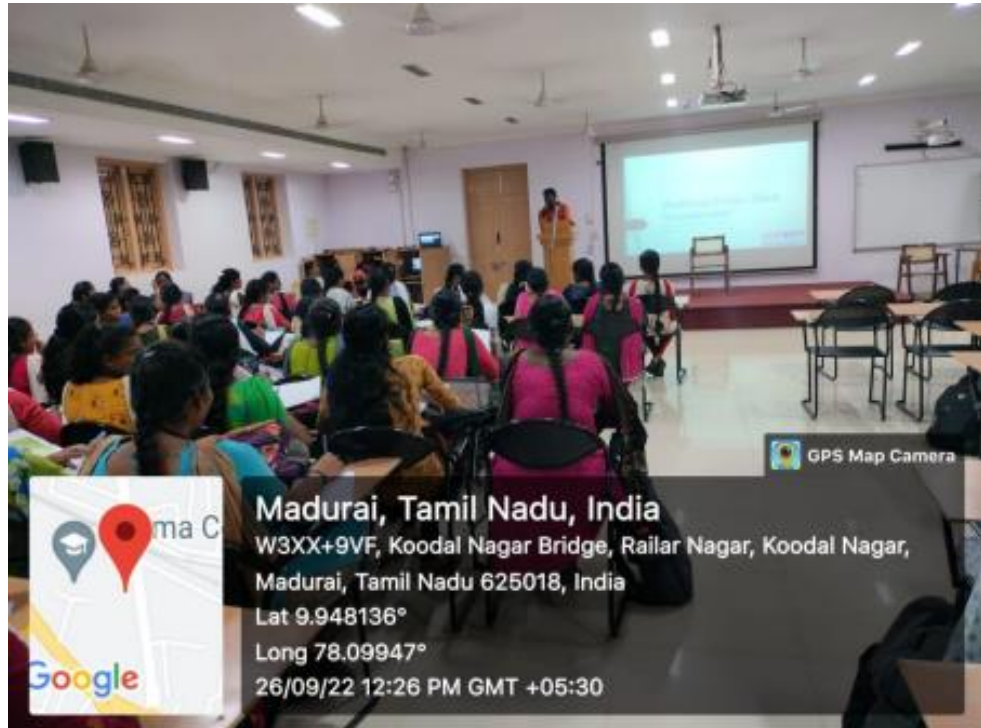 GPS Map Camera
ma C
Google
Madurai, Tamil Nadu, India
W3XX+9VF, Koodal Nagar Bridge, Railar Nagar, Koodal Nagar,
Madurai, Tamil Nadu 625018, India
Lat 9.948136°
Long 78.09947°
26/09/22 12:26 PM GMT +05:30